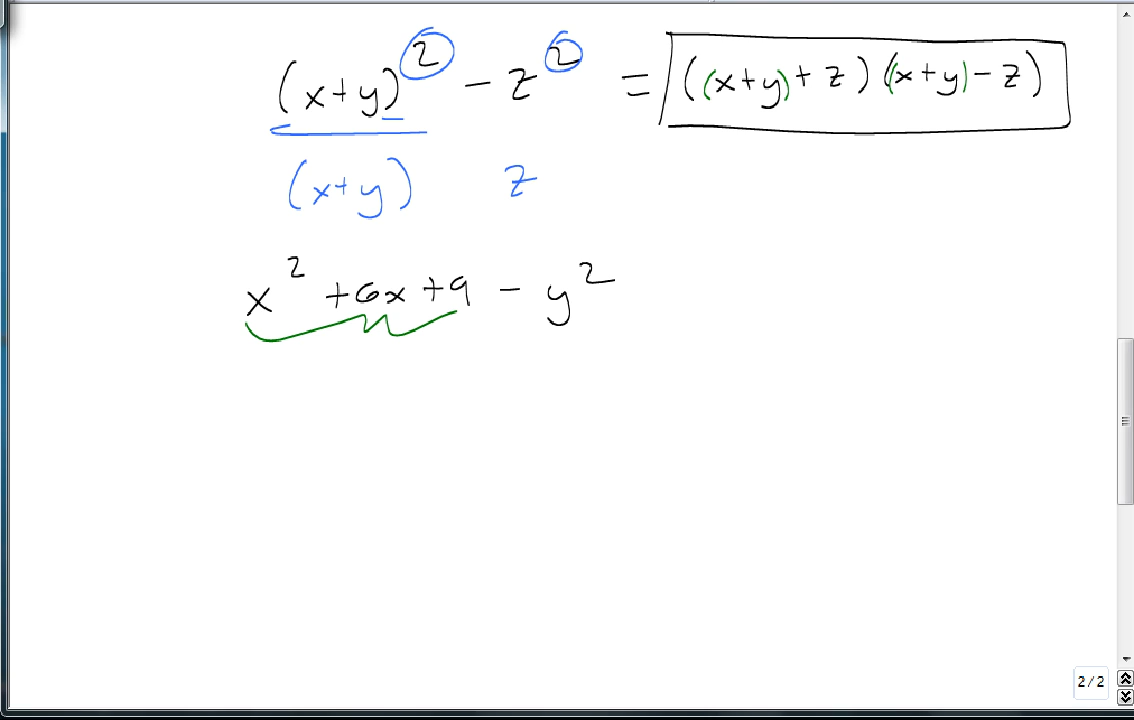 (x+y)² - z² = ((x+y)+z)((x+y)-z)
(x+y) z
x² +6x +9 - y²
2/2